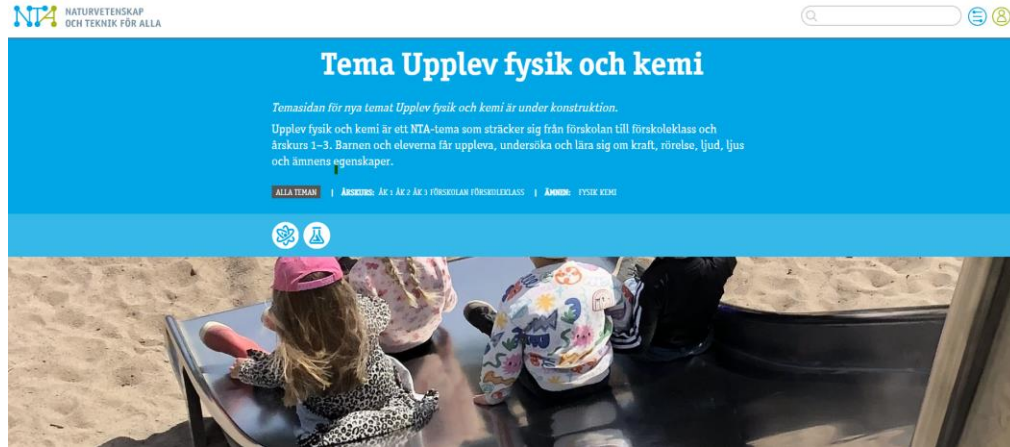 NTA NATURVETENSKAP
OCH TEKNIK FÖR ALLA
Tema Upplev fysik och kemi
Temasidan för nya temat Upplev fysik och kemi är under konstruktion.
Upplev fysik och kemi är ett NTA-tema som sträcker sig från förskolan till förskoleklass och
årskurs 1–3. Barnen och eleverna får uppleva, undersöka och lära sig om kraft, rörelse, ljud, ljus
och ämnens egenskaper.
ALLA TEMAN | ÅRSKURS: ÅK 1 ÅK 2 ÅK 3 FÖRSKOLAN FÖRSKOLEKLASS | ÄMNEN: FYSIK KEMI